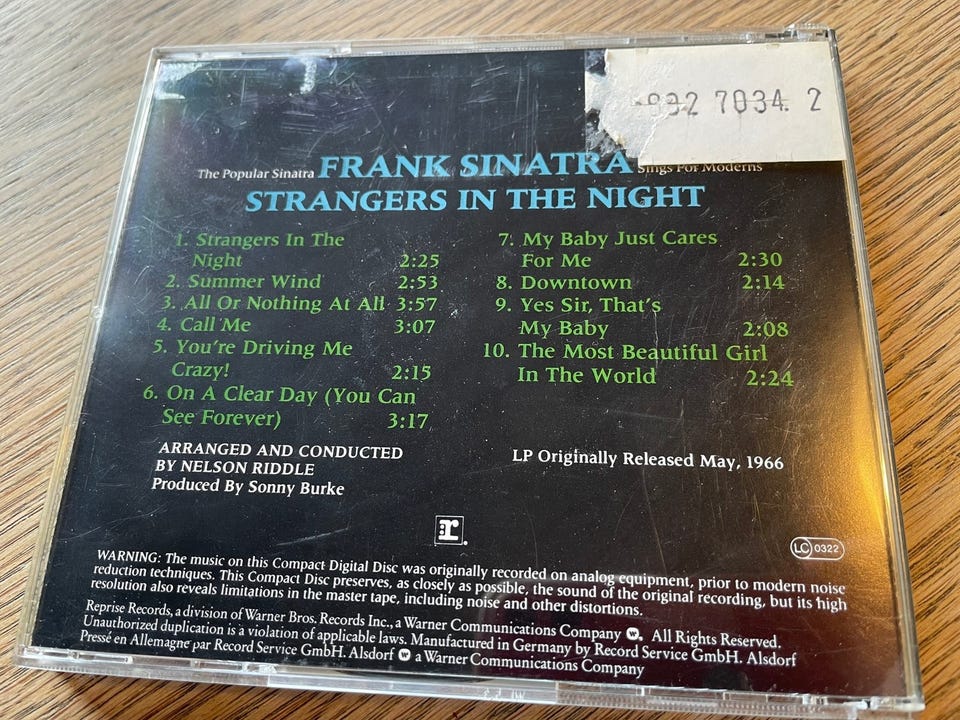 992 7034 2
The Popular Sinatra FRANK SINATRA Sings For Moderns
STRANGERS IN THE NIGHT
1. Strangers In The
Night 2:25
2. Summer Wind 2:53
3. All Or Nothing At All 3:57
4. Call Me 3:07
5. You're Driving Me
Crazy! 2:15
6. On A Clear Day (You Can
See Forever) 3:17
7. My Baby Just Cares
For Me 2:30
8. Downtown 2:14
9. Yes Sir, That's
My Baby 2:08
10. The Most Beautiful Girl
In The World 2:24
ARRANGED AND CONDUCTED
BY NELSON RIDDLE
Produced By Sonny Burke
LP Originally Released May, 1966
r.
LC 0322
WARNING: The music on this Compact Digital Disc was originally recorded on analog equipment, prior to modern noise
reduction techniques. This Compact Disc preserves, as closely as possible, the sound of the original recording, but its high
resolution also reveals limitations in the master tape, including noise and other distortions.
Reprise Records, a division of Warner Bros. Records Inc., a Warner Communications Company. All Rights Reserved.
Unauthorized duplication is a violation of applicable laws. Manufactured in Germany by Record Service GmbH. Alsdorf
Pressé en Allemagne par Record Service GmbH. Alsdorf a Warner Communications Company